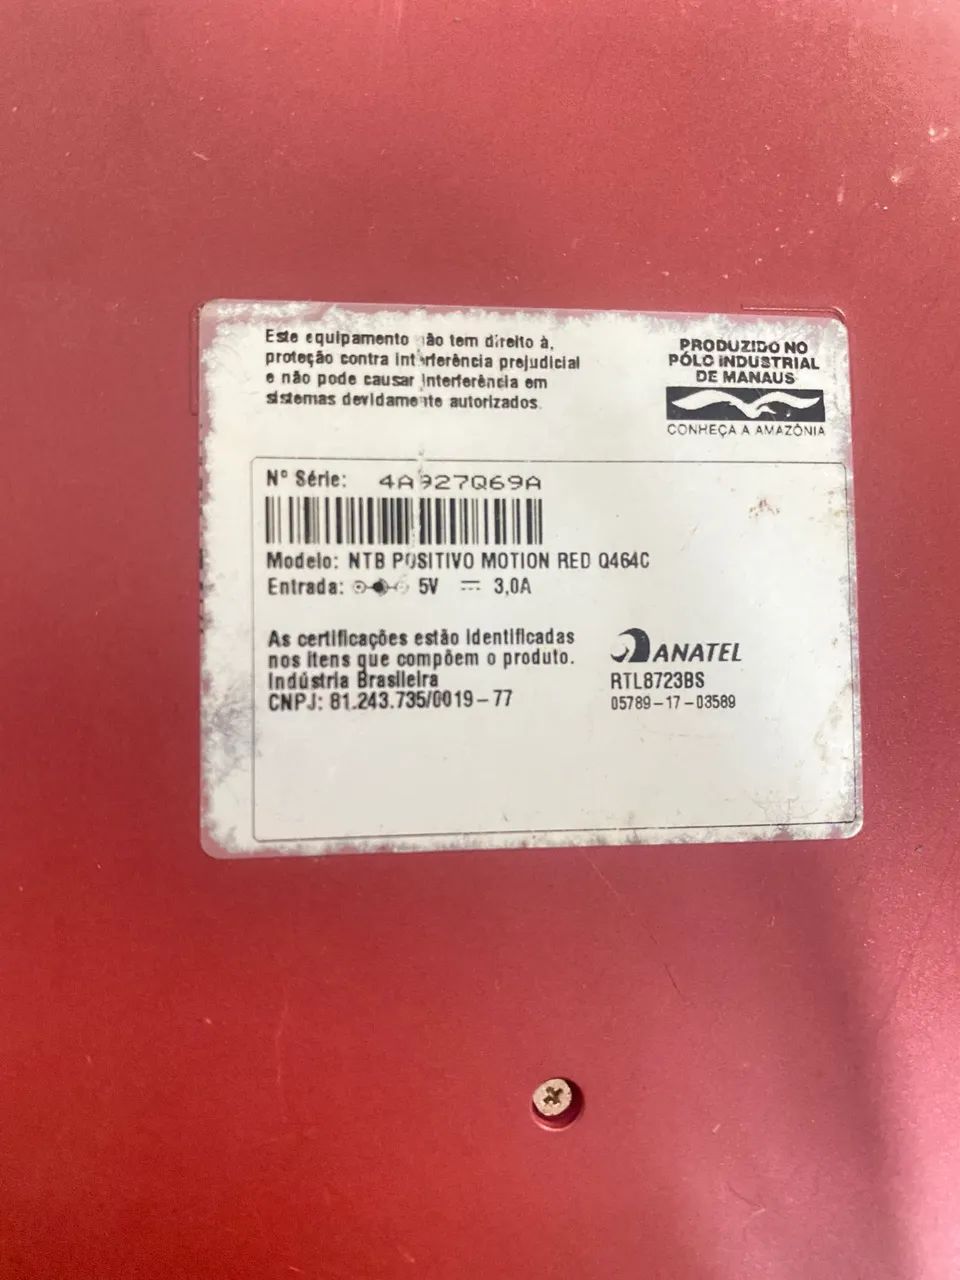 Este equipamento não tem direito à,
proteção contra interferência prejudicial
e não pode causar interferência em
sistemas devidamente autorizados.
PRODUZIDO NO
PÓLO INDUSTRIAL
DE MANAUS
CONHEÇA A AMAZÔNIA
Nº Série: 4A927Q69A
Modelo: NTB POSITIVO MOTION RED Q464C
Entrada: 5V ⎓ 3,0A
As certificações estão identificadas
nos itens que compõem o produto.
Indústria Brasileira
CNPJ: 81.243.735/0019-77
ANATEL
RTL8723BS
05789-17-03589